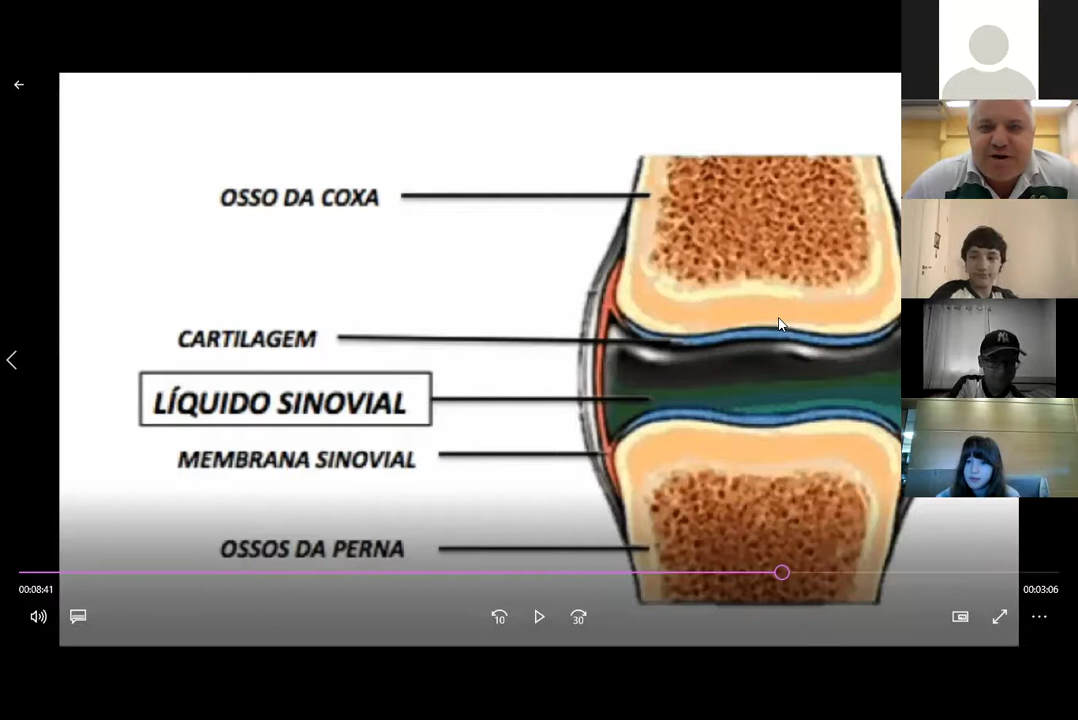 OSSO DA COXA
CARTILAGEM
LÍQUIDO SINOVIAL
MEMBRANA SINOVIAL
OSSOS DA PERNA
00:08:41
00:03:06
10
30